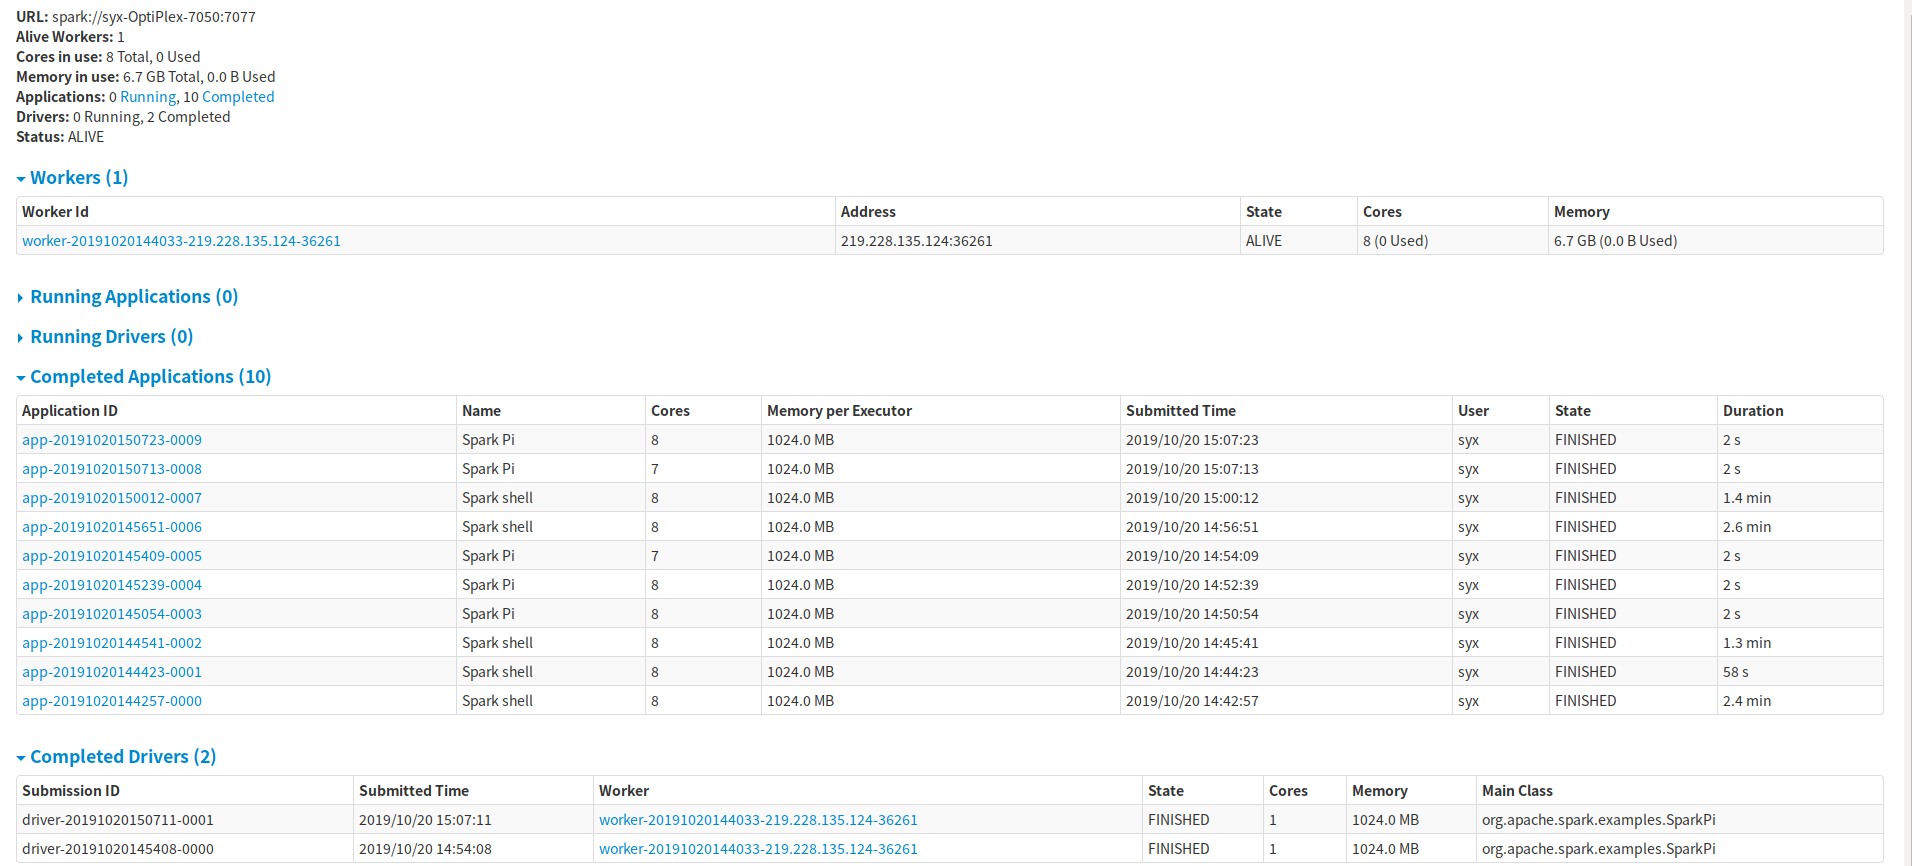 URL: spark://syx-OptiPlex-7050:7077
Alive Workers: 1
Cores in use: 8 Total, 0 Used
Memory in use: 6.7 GB Total, 0.0 B Used
Applications: 0 Running, 10 Completed
Drivers: 0 Running, 2 Completed
Status: ALIVE
Workers (1)
Worker Id Address State Cores Memory
worker-20191020144033-219.228.135.124-36261 219.228.135.124:36261 ALIVE 8 (0 Used) 6.7 GB (0.0 B Used)
Running Applications (0)
Running Drivers (0)
Completed Applications (10)
Application ID Name Cores Memory per Executor Submitted Time User State Duration
app-20191020150723-0009 Spark Pi 8 1024.0 MB 2019/10/20 15:07:23 syx FINISHED 2 s
app-20191020150713-0008 Spark Pi 7 1024.0 MB 2019/10/20 15:07:13 syx FINISHED 2 s
app-20191020150012-0007 Spark shell 8 1024.0 MB 2019/10/20 15:00:12 syx FINISHED 1.4 min
app-20191020145651-0006 Spark shell 8 1024.0 MB 2019/10/20 14:56:51 syx FINISHED 2.6 min
app-20191020145409-0005 Spark Pi 7 1024.0 MB 2019/10/20 14:54:09 syx FINISHED 2 s
app-20191020145239-0004 Spark Pi 8 1024.0 MB 2019/10/20 14:52:39 syx FINISHED 2 s
app-20191020145054-0003 Spark Pi 8 1024.0 MB 2019/10/20 14:50:54 syx FINISHED 2 s
app-20191020144541-0002 Spark shell 8 1024.0 MB 2019/10/20 14:45:41 syx FINISHED 1.3 min
app-20191020144423-0001 Spark shell 8 1024.0 MB 2019/10/20 14:44:23 syx FINISHED 58 s
app-20191020144257-0000 Spark shell 8 1024.0 MB 2019/10/20 14:42:57 syx FINISHED 2.4 min
Completed Drivers (2)
Submission ID Submitted Time Worker State Cores Memory Main Class
driver-20191020150711-0001 2019/10/20 15:07:11 worker-20191020144033-219.228.135.124-36261 FINISHED 1 1024.0 MB org.apache.spark.examples.SparkPi
driver-20191020145408-0000 2019/10/20 14:54:08 worker-20191020144033-219.228.135.124-36261 FINISHED 1 1024.0 MB org.apache.spark.examples.SparkPi